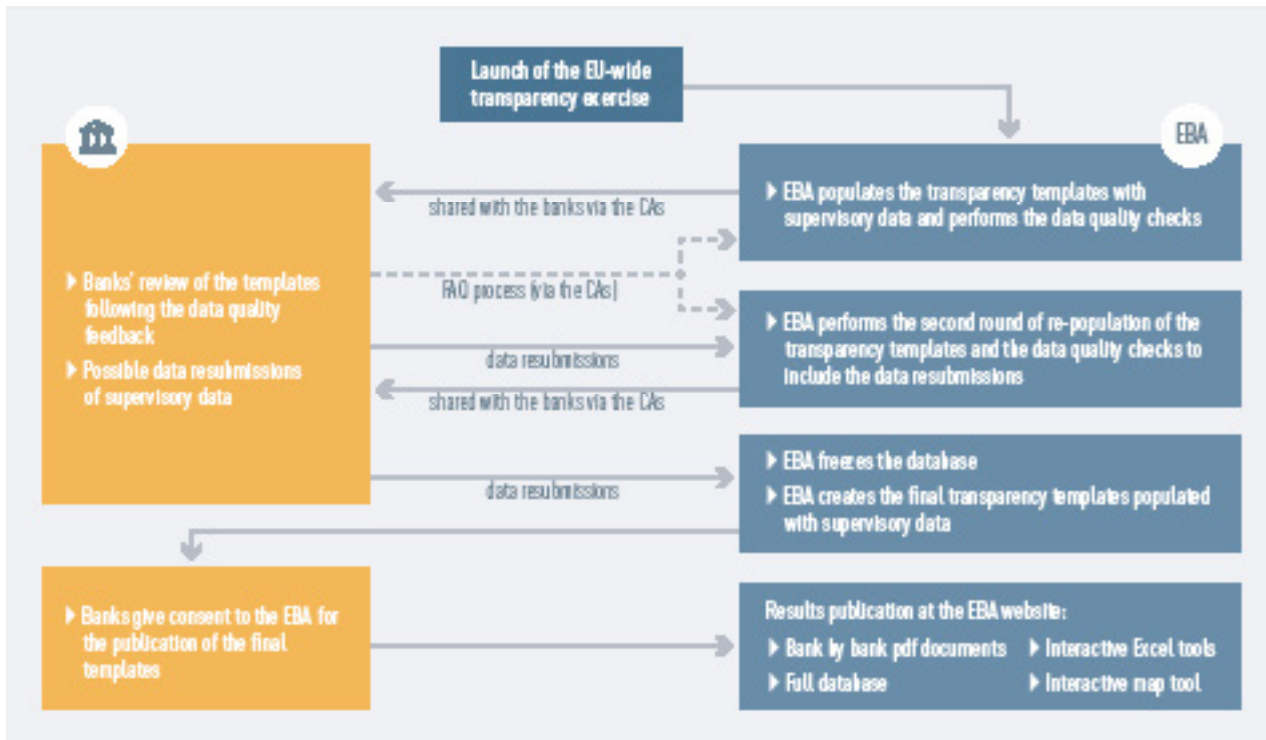 Launch of the EU-wide
transparency exercise
EBA
▶ EBA populates the transparency templates with
supervisory data and performs the data quality checks
shared with the banks via the CAs
FAQ process (via the CAs)
▶ Banks' review of the templates
following the data quality
feedback
▶ Possible data resubmissions
of supervisory data
▶ EBA performs the second round of re-population of the
transparency templates and the data quality checks to
include the data resubmissions
data resubmissions
shared with the banks via the CAs
▶ EBA freezes the database
▶ EBA creates the final transparency templates populated
with supervisory data
data resubmissions
▶ Banks give consent to the EBA for
the publication of the final
templates
Results publication at the EBA website:
▶ Bank by bank pdf documents ▶ Interactive Excel tools
▶ Full database ▶ Interactive map tool